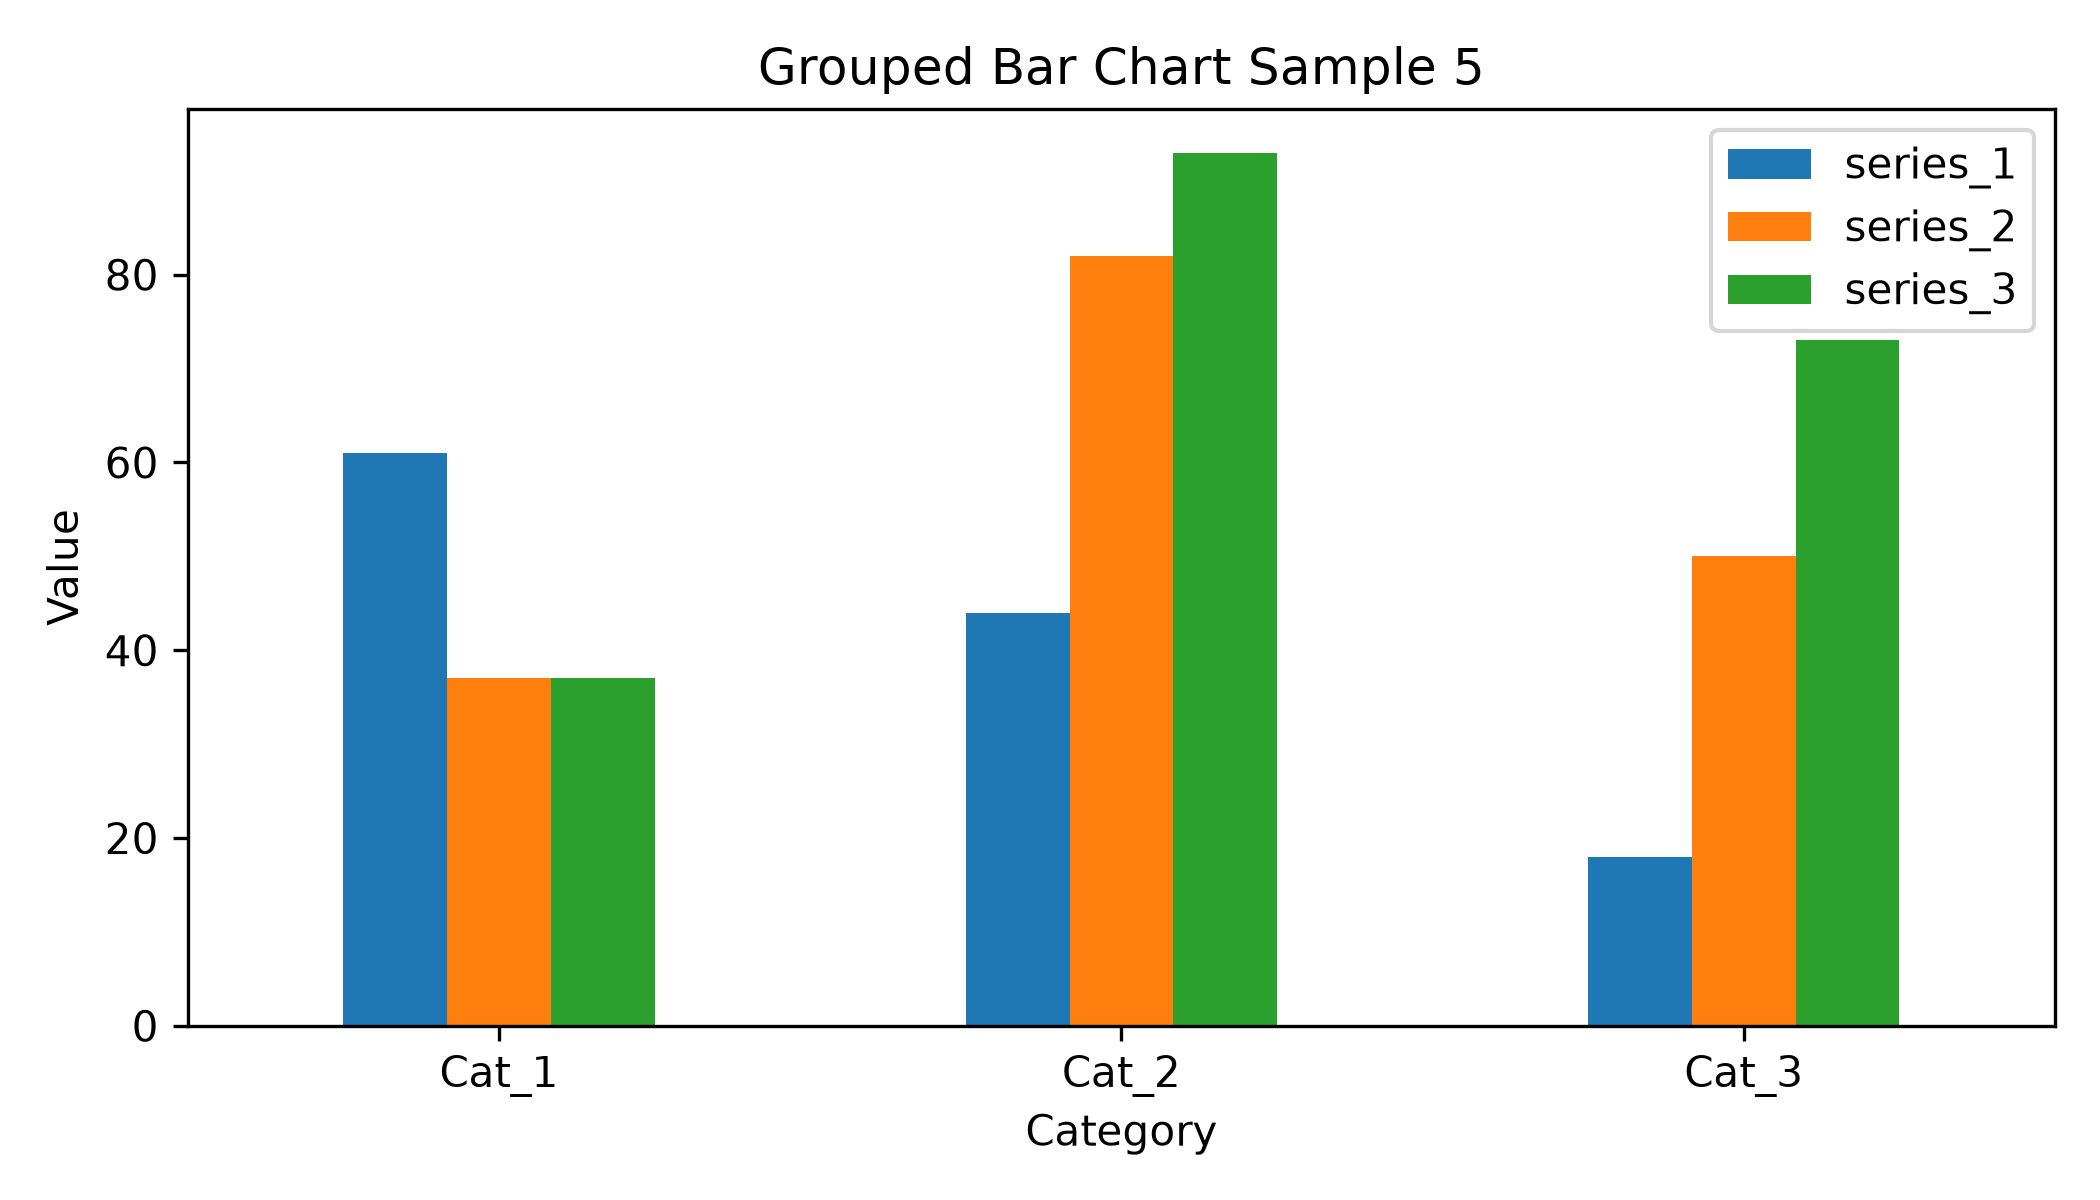 Grouped Bar Chart Sample 5
series_1
series_2
series_3
Value
80
60
40
20
0
Cat_1 Cat_2 Cat_3
Category